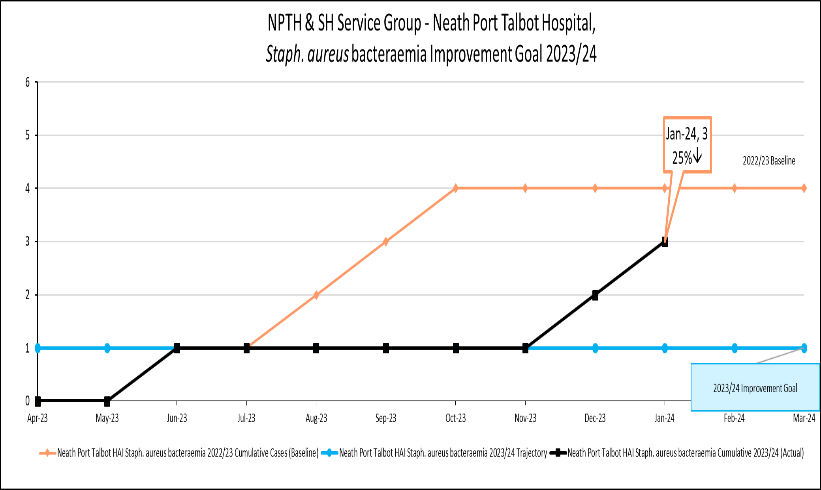 NPTH & SH Service Group - Neath Port Talbot Hospital,
Staph. aureus bacteraemia Improvement Goal 2023/24
6
5
4
3
2
1
0
Jan-24, 3
25%↓
2022/23 Baseline
2023/24 Improvement Goal
Apr-23 May-23 Jun-23 Jul-23 Aug-23 Sep-23 Oct-23 Nov-23 Dec-23 Jan-24 Feb-24 Mar-24
Neath Port Talbot HAI Staph. aureus bacteraemia 2022/23 Cumulative Cases (Baseline) Neath Port Talbot HAI Staph. aureus bacteraemia 2023/24 Trajectory Neath Port Talbot HAI Staph. aureus bacteraemia Cumulative 2023/24 (Actual)